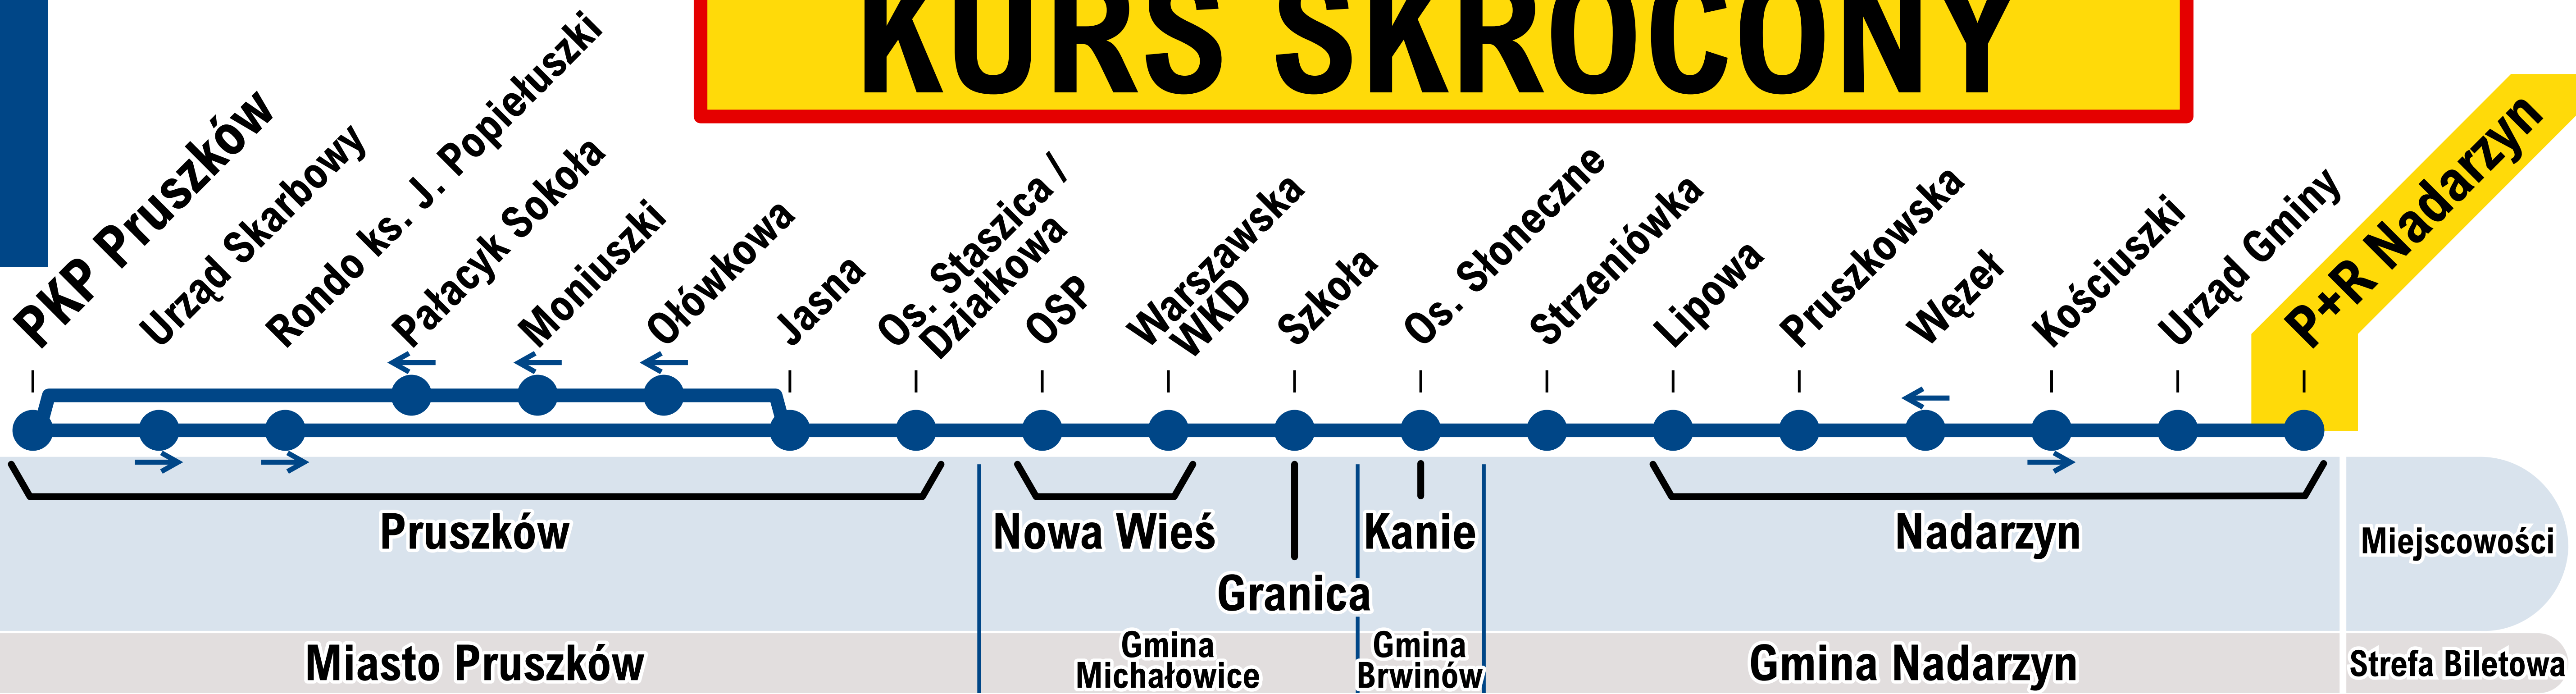 KURS SKRÓCONY
PKP Pruszków
Urząd Skarbowy
Rondo ks. J. Popiełuszki
Pałacyk Sokoła
Moniuszki
Ołówkowa
Jasna
Os. Staszica /
Działkowa
OSP
Warszawska
WKD
Szkoła
Os. Słoneczne
Strzeniówka
Lipowa
Pruszkowska
Węzeł
Kościuszki
Urząd Gminy
P+R Nadarzyn
Pruszków
Nowa Wieś
Granica
Kanie
Nadarzyn
Miejscowości
Miasto Pruszków
Gmina
Michałowice
Gmina
Brwinów
Gmina Nadarzyn
Strefa Biletowa